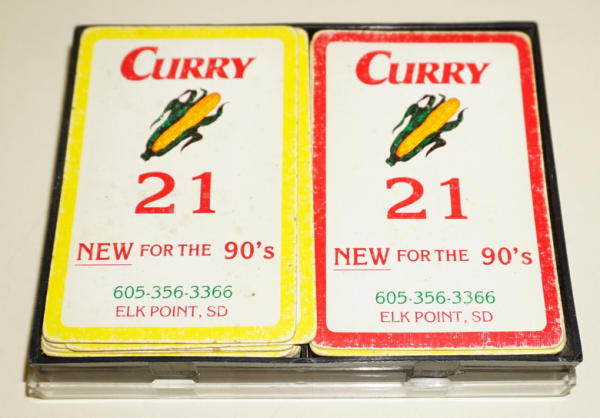 CURRY
21
NEW FOR THE 90's
605-356-3366
ELK POINT, SD
CURRY
21
NEW FOR THE 90's
605-356-3366
ELK POINT, SD